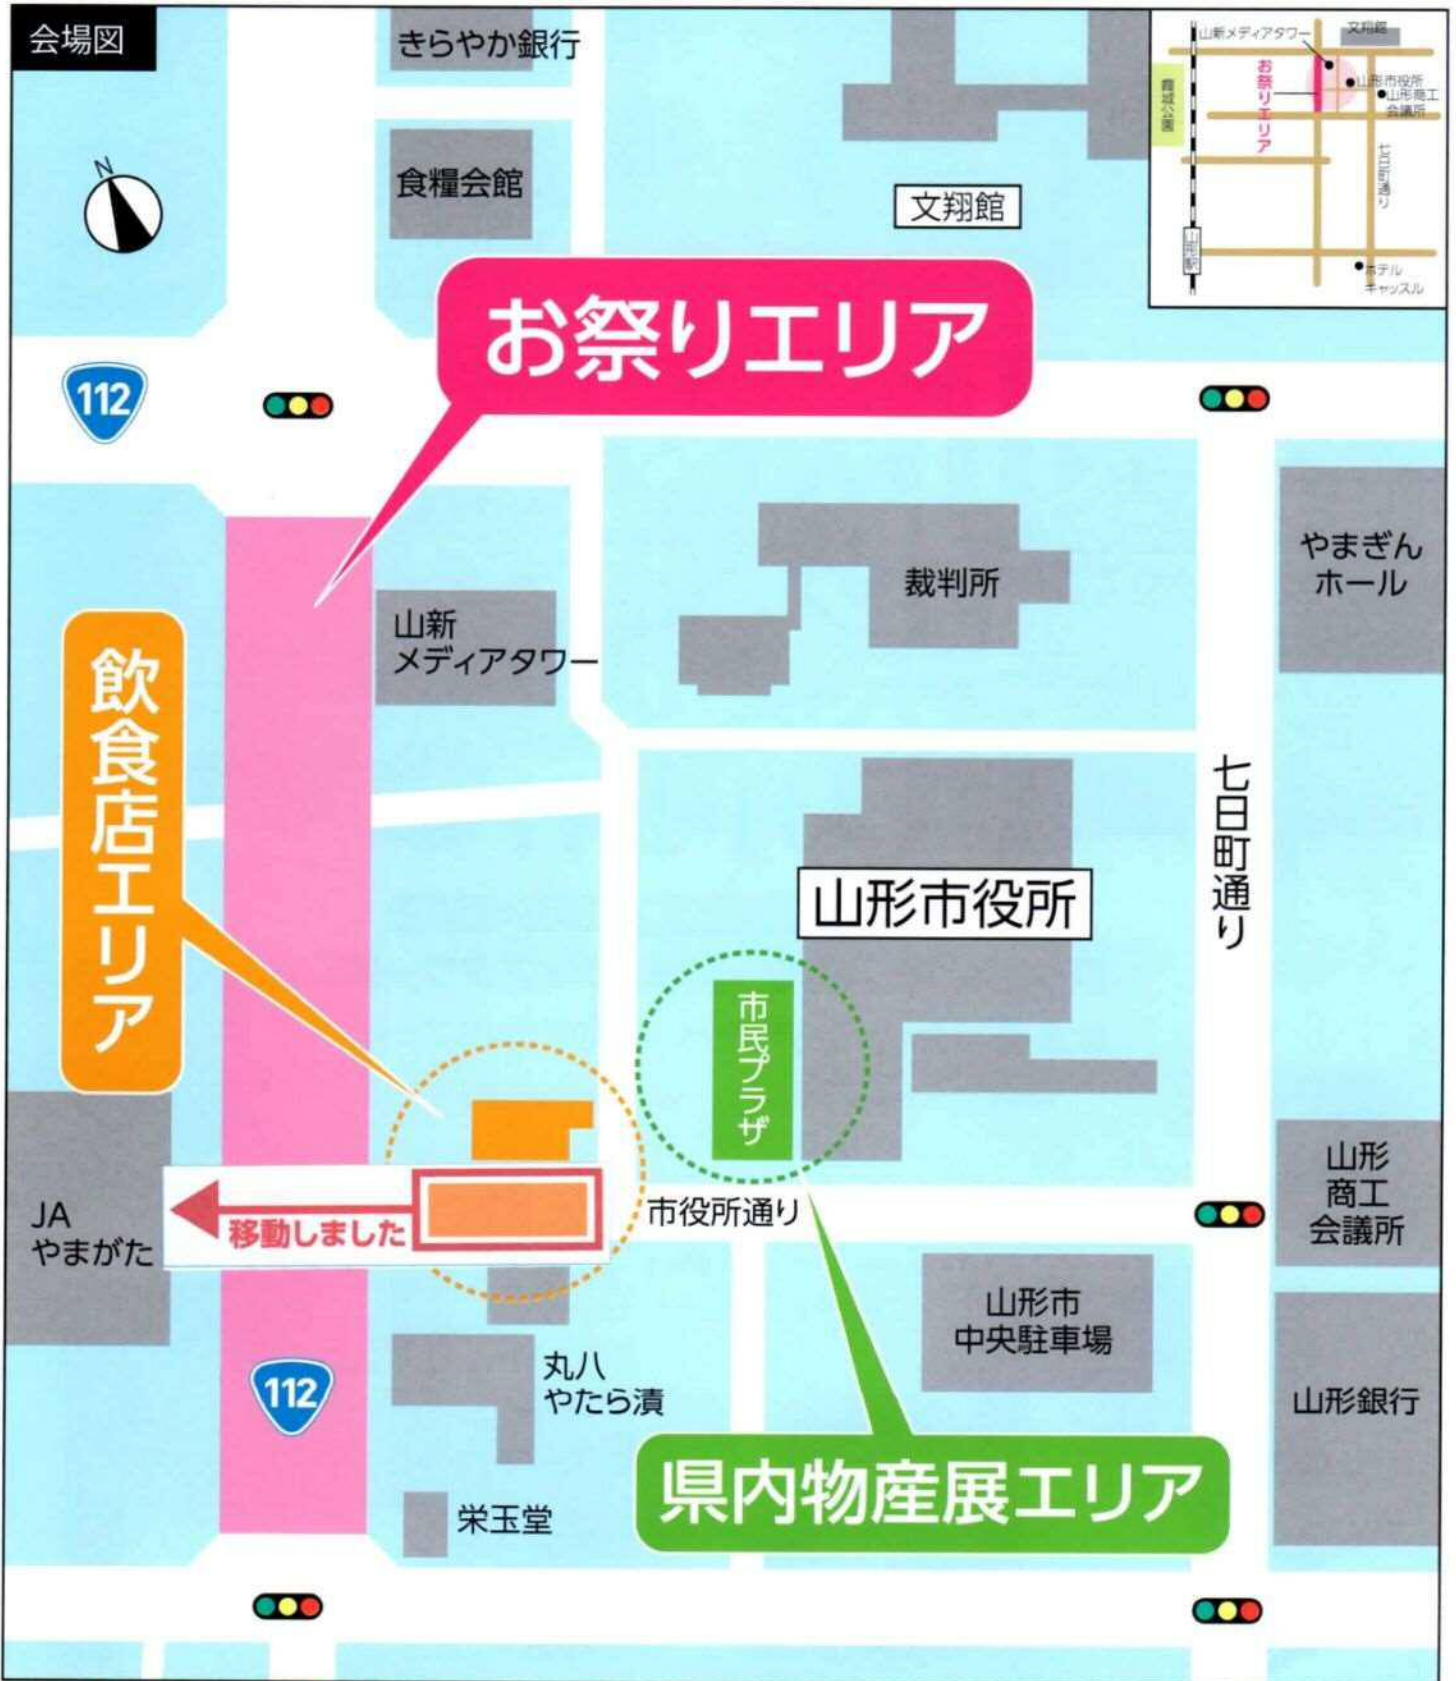 会場図
きらやか銀行
食糧会館
N
文翔館
山新メディアタワー
文翔館
お祭りエリア
霞城公園
山形市役所
山形商工
会議所
七日町通り
山形駅
ホテル
キャッスル
お祭りエリア
112
やまぎん
ホール
裁判所
山新
メディアタワー
飲食店エリア
七日町通り
山形市役所
市民プラザ
JA
やまがた
移動しました
市役所通り
山形
商工
会議所
山形市
中央駐車場
丸八
やたら漬
112
山形銀行
県内物産展エリア
栄玉堂